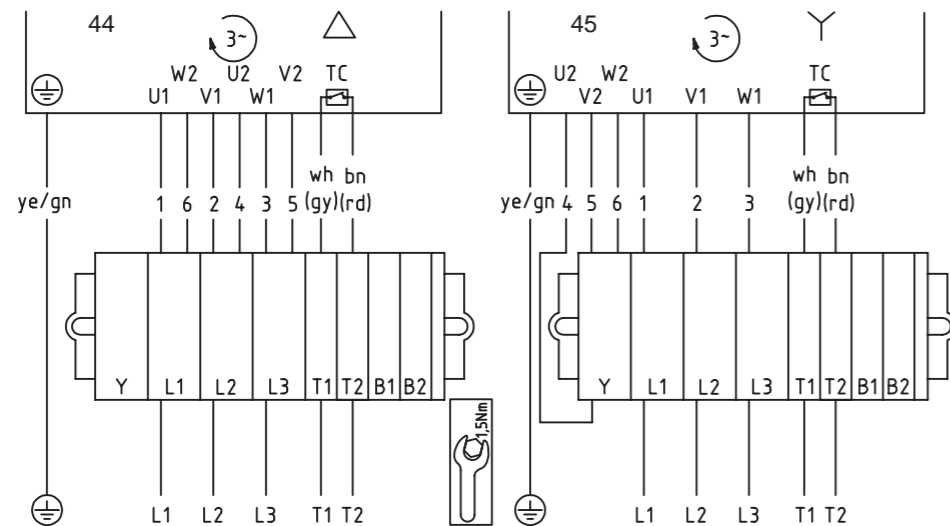 44
3~
W2 U2 V2 TC
U1 V1 W1
wh bn
ye/gn 1 6 2 4 3 5 (gy)(rd)
Y L1 L2 L3 T1 T2 B1 B2
L1 L2 L3 T1 T2
1,5Nm
45
3~
U2 W2 TC
V2 U1 V1 W1
wh bn
ye/gn 4 5 6 1 2 3 (gy)(rd)
Y L1 L2 L3 T1 T2 B1 B2
L1 L2 L3 T1 T2